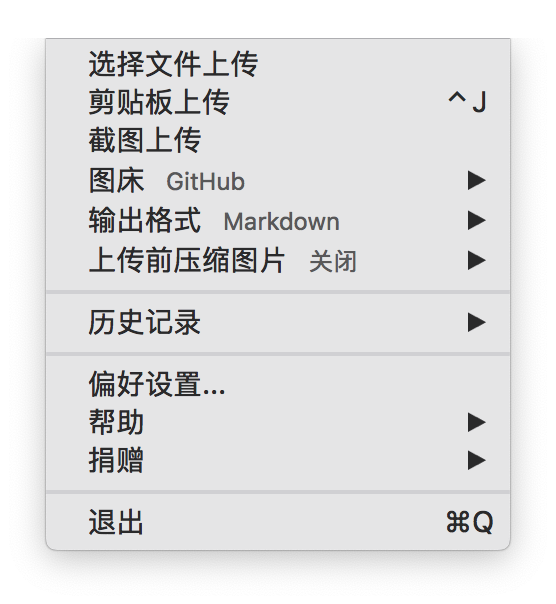 选择文件上传
剪贴板上传 ^ J
截图上传
图床 GitHub
输出格式 Markdown
上传前压缩图片 关闭
历史记录
偏好设置...
帮助
捐赠
退出 ⌘Q